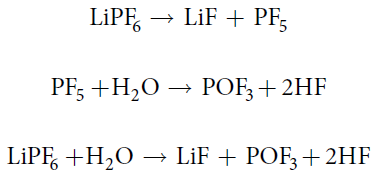 LiPF₆ → LiF + PF₅
PF₅ +H₂O → POF₃ + 2HF
LiPF₆ +H₂O → LiF + POF₃ + 2HF